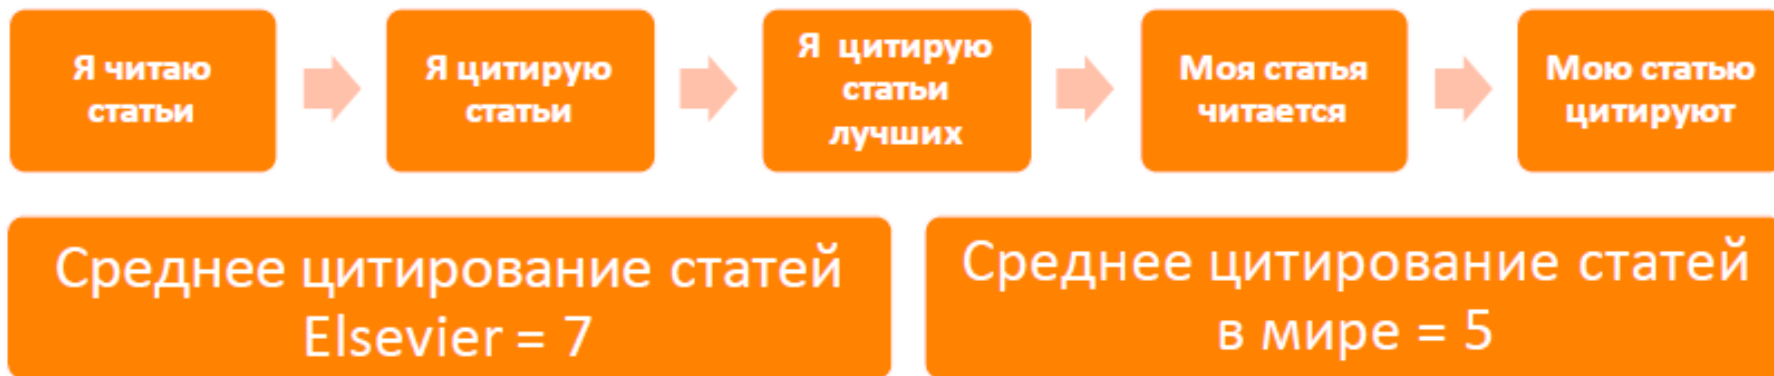 Я читаю
статьи
Я цитирую
статьи
Я цитирую
статьи
лучших
Моя статья
читается
Мою статью
цитируют
Среднее цитирование статей
Elsevier = 7
Среднее цитирование статей
в мире = 5